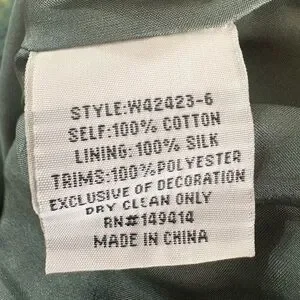 STYLE:W42423-6
SELF:100% COTTON
LINING: 100% SILK
TRIMS:100%POLYESTER
EXCLUSIVE OF DECORATION
DRY CLEAN ONLY
RN#149414
MADE IN CHINA